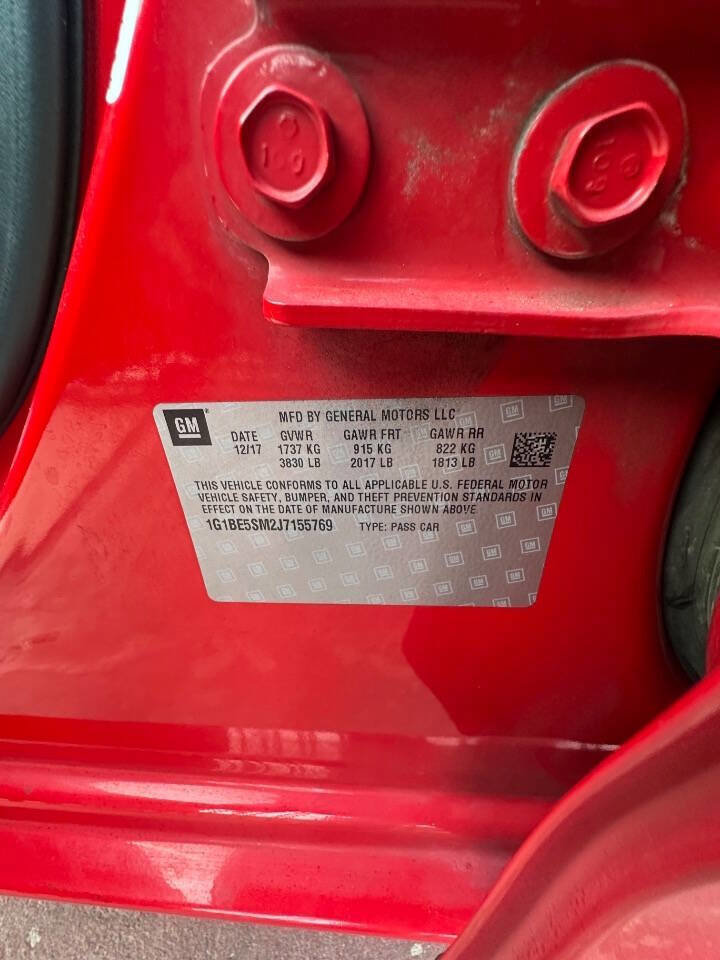 GM
MFD BY GENERAL MOTORS LLC
DATE GVWR GAWR FRT GAWR RR
12/17 1737 KG 915 KG 822 KG
3830 LB 2017 LB 1813 LB
THIS VEHICLE CONFORMS TO ALL APPLICABLE U.S. FEDERAL MOTOR
VEHICLE SAFETY, BUMPER, AND THEFT PREVENTION STANDARDS IN
EFFECT ON THE DATE OF MANUFACTURE SHOWN ABOVE
1G1BE5SM2J7155769 TYPE: PASS CAR